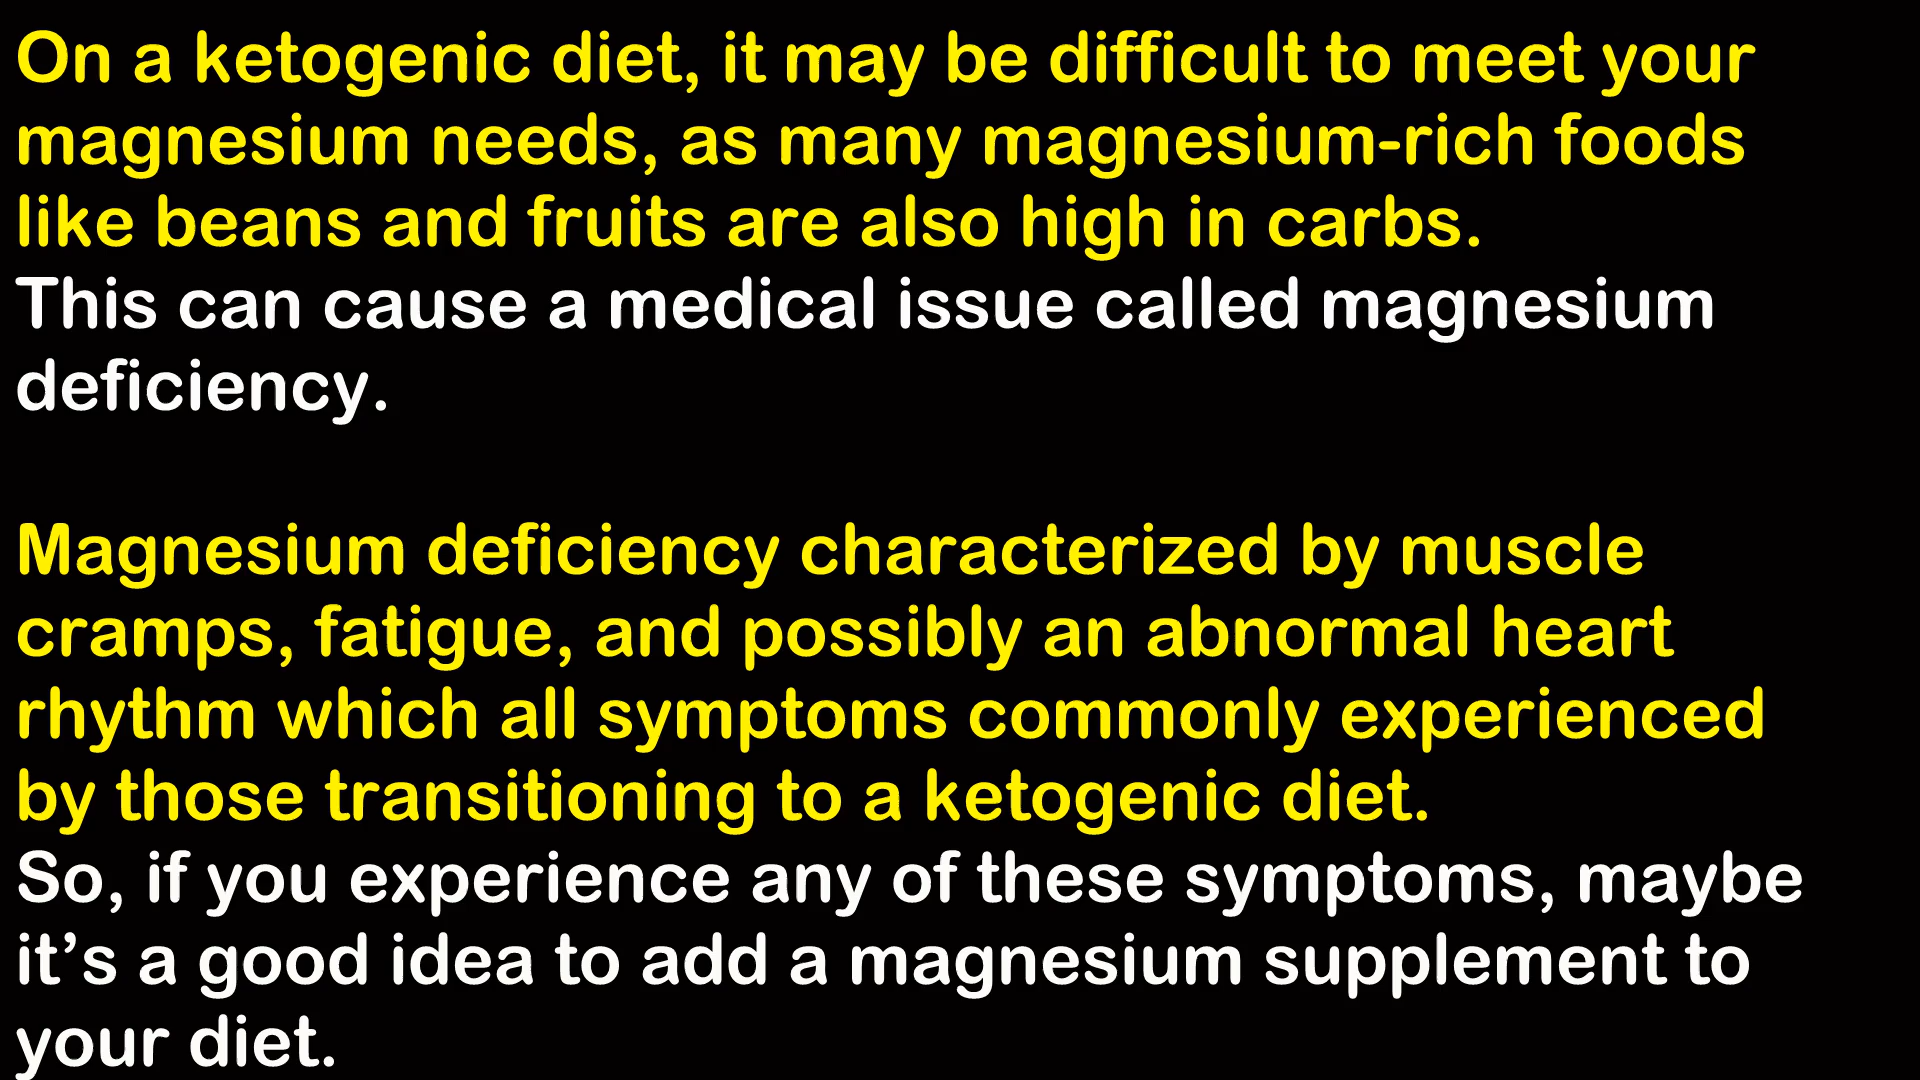 On a ketogenic diet, it may be difficult to meet your
magnesium needs, as many magnesium-rich foods
like beans and fruits are also high in carbs.
This can cause a medical issue called magnesium
deficiency.
Magnesium deficiency characterized by muscle
cramps, fatigue, and possibly an abnormal heart
rhythm which all symptoms commonly experienced
by those transitioning to a ketogenic diet.
So, if you experience any of these symptoms, maybe
it’s a good idea to add a magnesium supplement to
your diet.